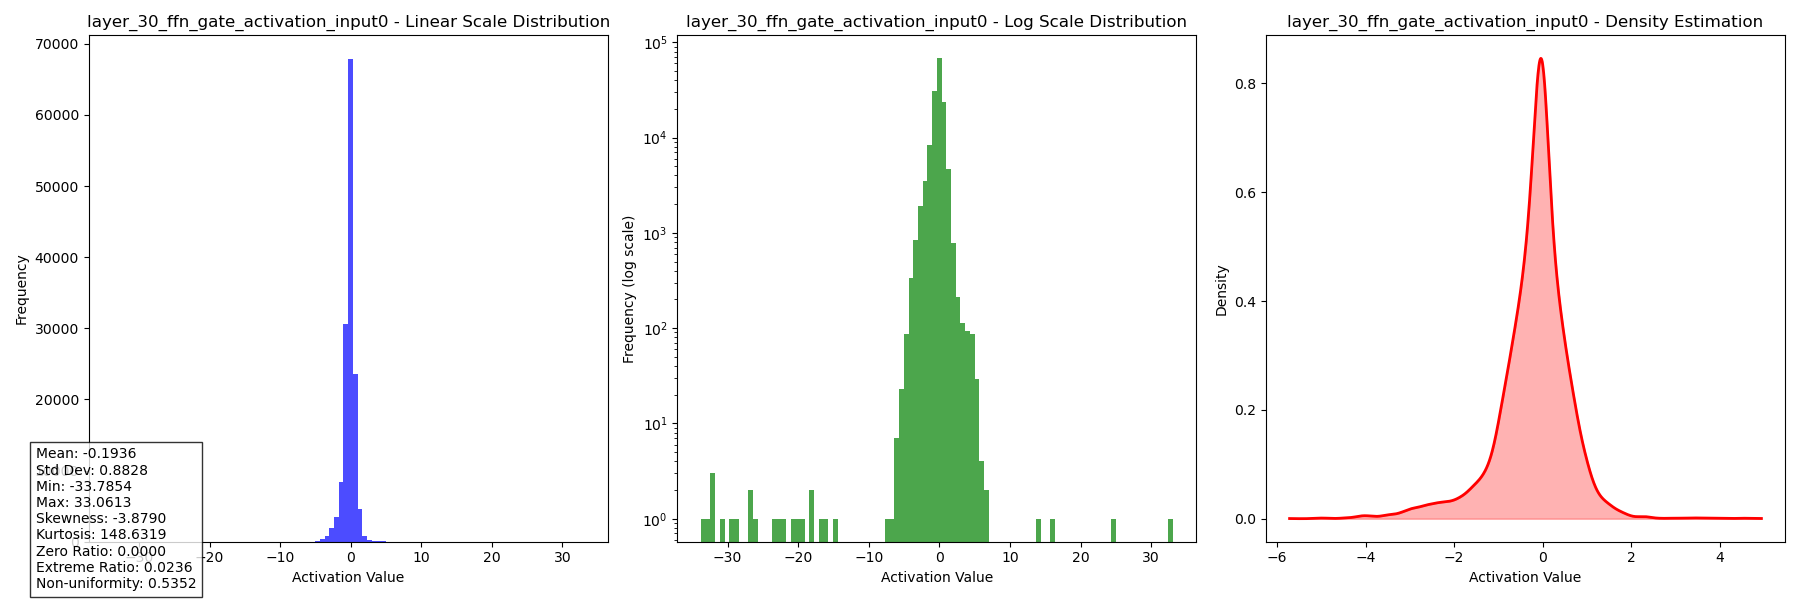 layer_30_ffn_gate_activation_input0 - Linear Scale Distribution
70000
60000
50000
40000
30000
20000
0
−20
−10
0
10
20
30
Frequency
Activation Value
Mean: -0.1936
Std Dev: 0.8828
Min: -33.7854
Max: 33.0613
Skewness: -3.8790
Kurtosis: 148.6319
Zero Ratio: 0.0000
Extreme Ratio: 0.0236
Non-uniformity: 0.5352
layer_30_ffn_gate_activation_input0 - Log Scale Distribution
10⁵
10⁴
10³
10²
10¹
10⁰
−30
−20
−10
0
10
20
30
Frequency (log scale)
Activation Value
layer_30_ffn_gate_activation_input0 - Density Estimation
0.8
0.6
0.4
0.2
0.0
−6
−4
−2
0
2
4
Density
Activation Value